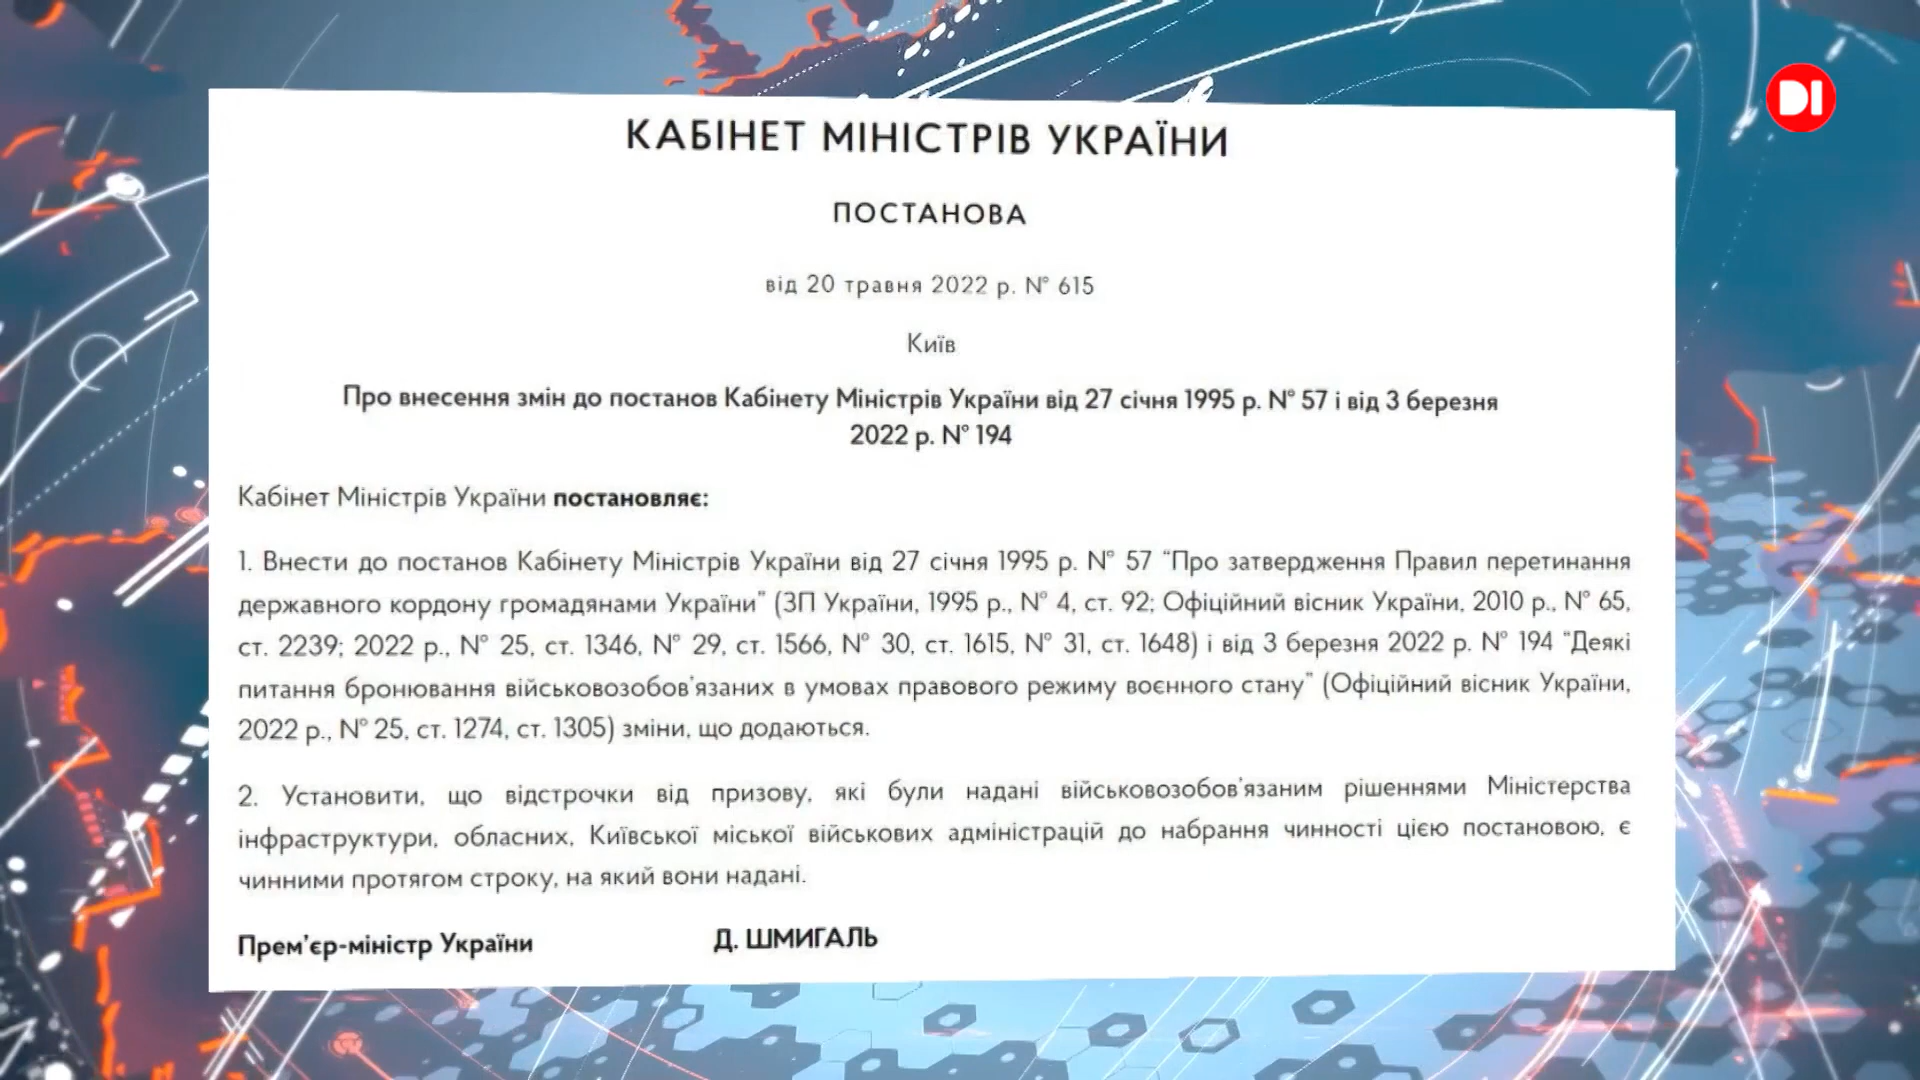 DI
КАБІНЕТ МІНІСТРІВ УКРАЇНИ
ПОСТАНОВА
від 20 травня 2022 р. № 615
Київ
Про внесення змін до постанов Кабінету Міністрів України від 27 січня 1995 р. № 57 і від 3 березня
2022 р. № 194
Кабінет Міністрів України постановляє:
1. Внести до постанов Кабінету Міністрів України від 27 січня 1995 р. № 57 “Про затвердження Правил перетинання
державного кордону громадянами України” (ЗП України, 1995 р., № 4, ст. 92; Офіційний вісник України, 2010 р., № 65,
ст. 2239; 2022 р., № 25, ст. 1346, № 29, ст. 1566, № 30, ст. 1615, № 31, ст. 1648) і від 3 березня 2022 р. № 194 “Деякі
питання бронювання військовозобов’язаних в умовах правового режиму воєнного стану” (Офіційний вісник України,
2022 р., № 25, ст. 1274, ст. 1305) зміни, що додаються.
2. Установити, що відстрочки від призову, які були надані військовозобов’язаним рішеннями Міністерства
інфраструктури, обласних, Київської міської військових адміністрацій до набрання чинності цією постановою, є
чинними протягом строку, на який вони надані.
Прем’єр-міністр України Д. ШМИГАЛЬ